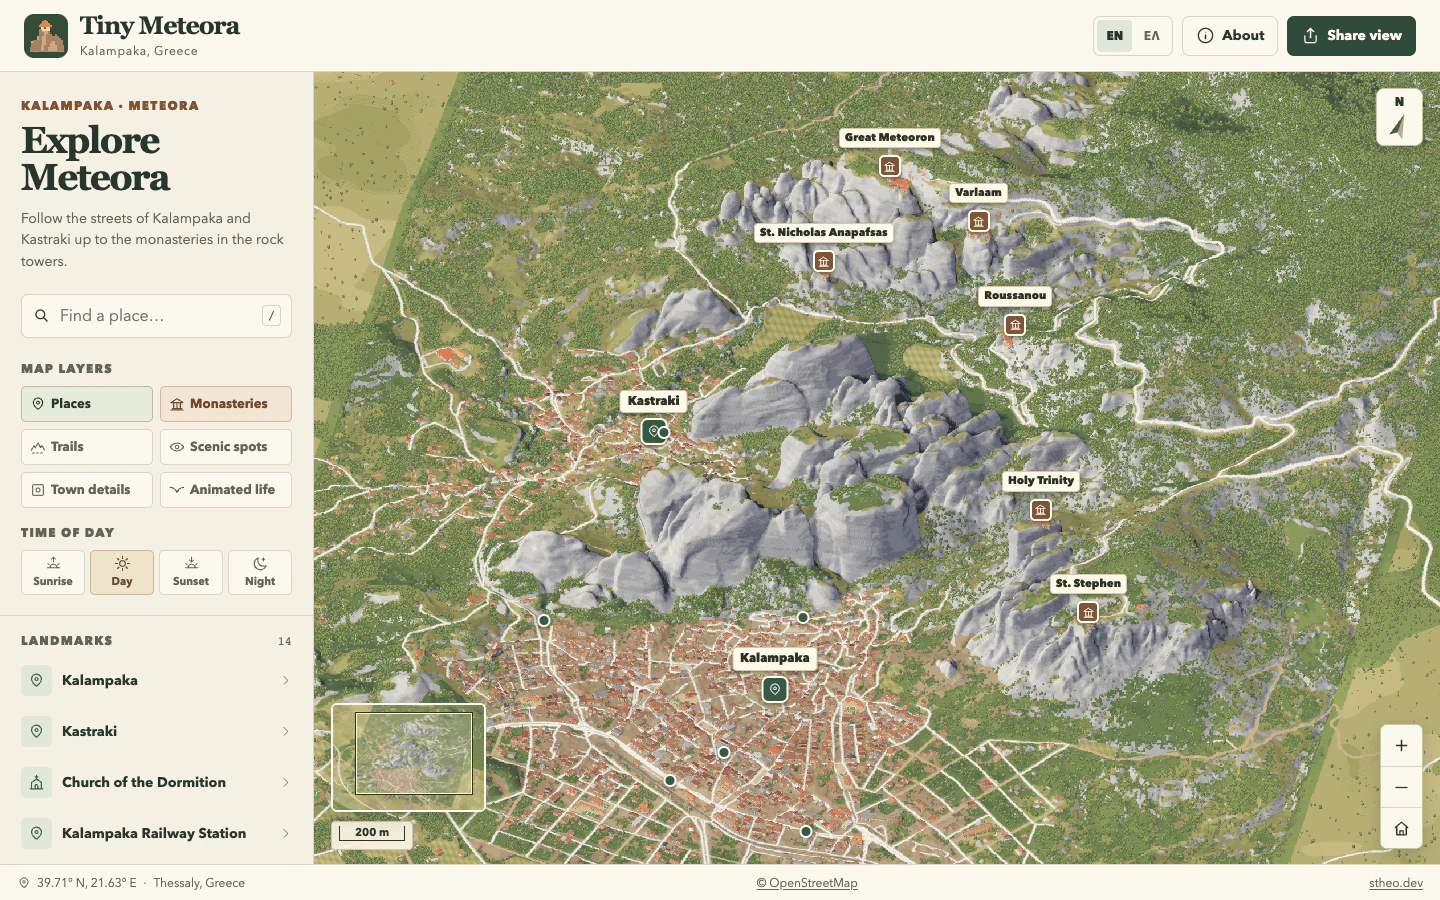 Tiny Meteora
Kalampaka, Greece
EN
ΕΛ
About
Share view
KALAMPAKA · METEORA
Explore
Meteora
Follow the streets of Kalampaka and
Kastraki up to the monasteries in the rock
towers.
Find a place…
/
MAP LAYERS
Places
Monasteries
Trails
Scenic spots
Town details
Animated life
TIME OF DAY
Sunrise
Day
Sunset
Night
LANDMARKS
14
Kalampaka
Kastraki
Church of the Dormition
Kalampaka Railway Station
N
Great Meteoron
Varlaam
St. Nicholas Anapafsas
Roussanou
Kastraki
Holy Trinity
St. Stephen
Kalampaka
200 m
39.71° N, 21.63° E · Thessaly, Greece
© OpenStreetMap
stheo.dev